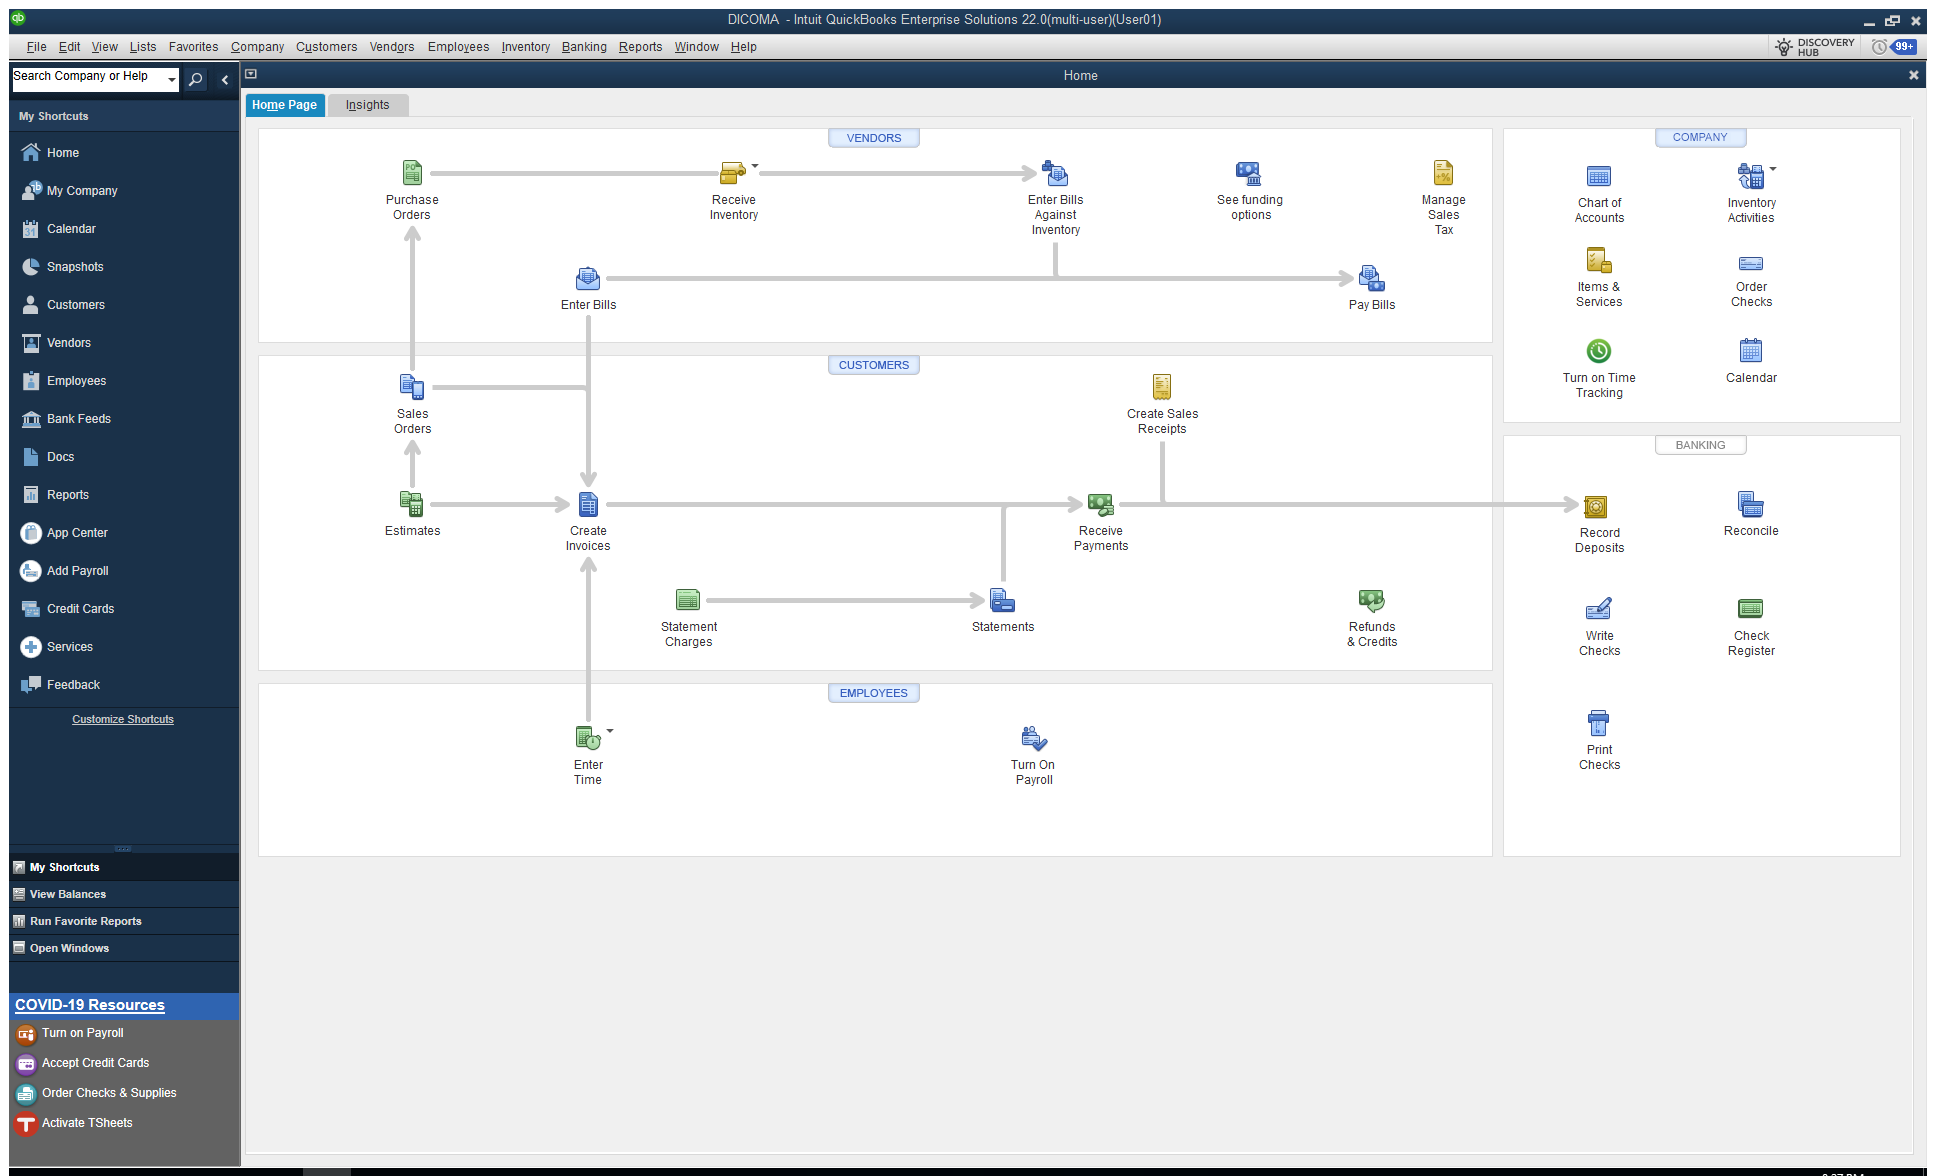 qb
DICOMA - Intuit QuickBooks Enterprise Solutions 22.0(multi-user)(User01)
File Edit View Lists Favorites Company Customers Vendors Employees Inventory Banking Reports Window Help
DISCOVERY
HUB
99+
Search Company or Help
Home
Home Page
Insights
My Shortcuts
Home
My Company
Calendar
Snapshots
Customers
Vendors
Employees
Bank Feeds
Docs
Reports
App Center
Add Payroll
Credit Cards
Services
Feedback
Customize Shortcuts
My Shortcuts
View Balances
Run Favorite Reports
Open Windows
COVID-19 Resources
Turn on Payroll
Accept Credit Cards
Order Checks & Supplies
Activate TSheets
VENDORS
Purchase
Orders
Receive
Inventory
Enter Bills
Against
Inventory
See funding
options
Manage
Sales
Tax
Enter Bills
Pay Bills
CUSTOMERS
Sales
Orders
Create Sales
Receipts
Estimates
Create
Invoices
Receive
Payments
Statement
Charges
Statements
Refunds
& Credits
EMPLOYEES
Enter
Time
Turn On
Payroll
COMPANY
Chart of
Accounts
Inventory
Activities
Items &
Services
Order
Checks
Turn on Time
Tracking
Calendar
BANKING
Record
Deposits
Reconcile
Write
Checks
Check
Register
Print
Checks